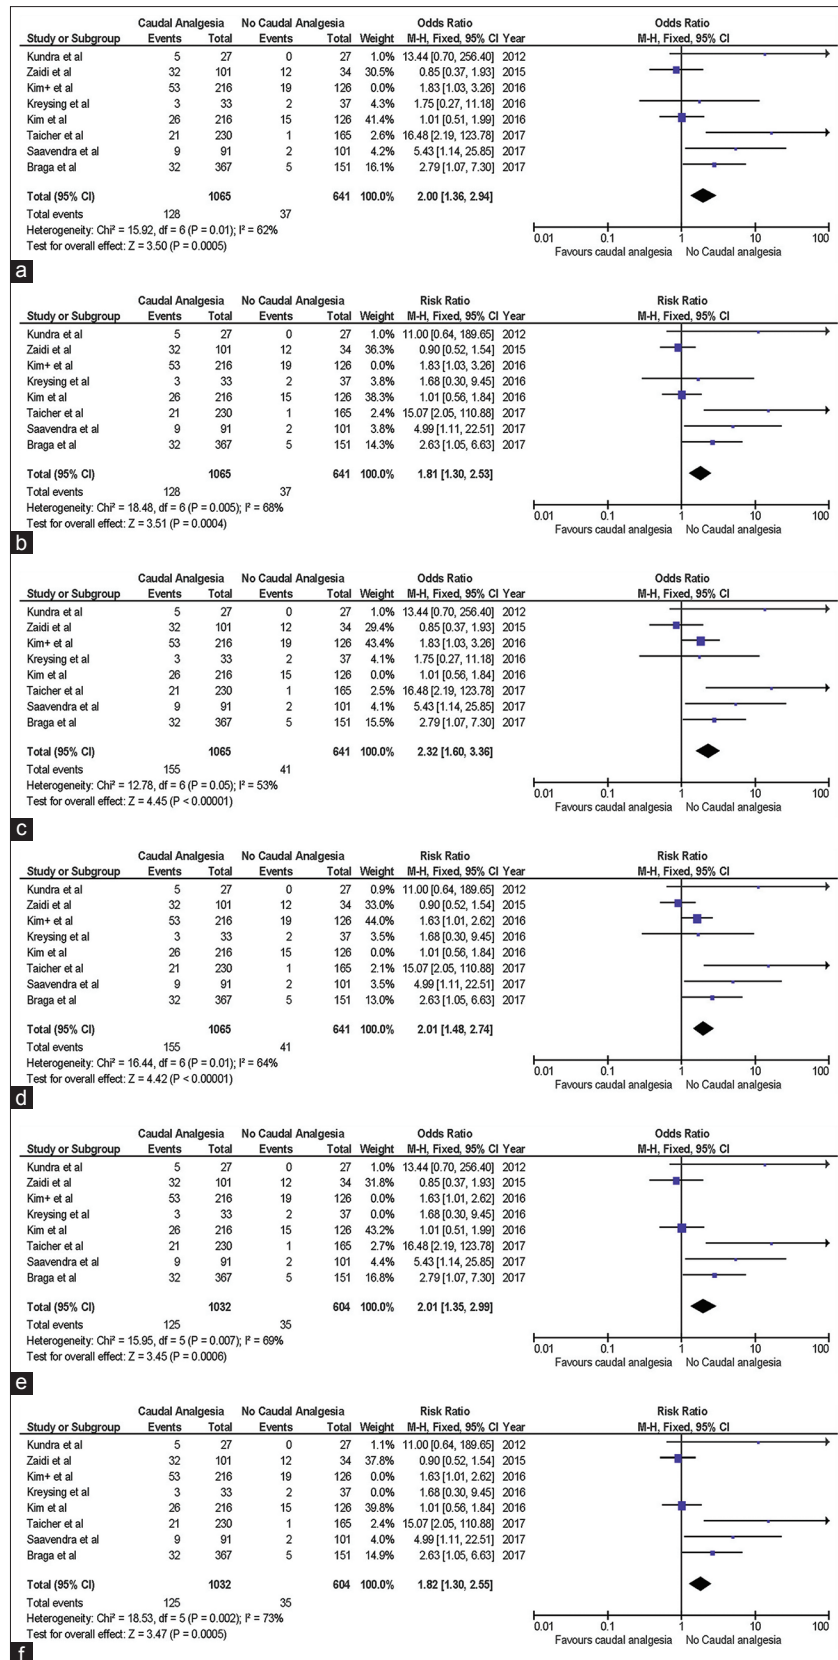 Caudal Analgesia No Caudal Analgesia Odds Ratio Odds Ratio
Study or Subgroup Events Total Events Total Weight M-H, Fixed, 95% CI Year M-H, Fixed, 95% CI
Kundra et al 5 27 0 27 1.0% 13.44 [0.70, 256.40] 2012
Zaidi et al 32 101 12 34 30.5% 0.85 [0.37, 1.93] 2015
Kim+ et al 53 216 19 126 0.0% 1.83 [1.03, 3.26] 2016
Kreysing et al 3 33 2 37 4.3% 1.75 [0.27, 11.18] 2016
Kim et al 26 216 15 126 41.4% 1.01 [0.51, 1.99] 2016
Taicher et al 21 230 1 165 2.6% 16.48 [2.19, 123.78] 2017
Saavendra et al 9 91 2 101 4.2% 5.43 [1.14, 25.85] 2017
Braga et al 32 367 5 151 16.1% 2.79 [1.07, 7.30] 2017
Total (95% CI) 1065 641 100.0% 2.00 [1.36, 2.94]
Total events 128 37
Heterogeneity: Chi² = 15.92, df = 6 (P = 0.01); I² = 62%
Test for overall effect: Z = 3.50 (P = 0.0005)
0.01 0.1 1 10 100
Favours caudal analgesia No Caudal analgesia
a
Caudal Analgesia No Caudal Analgesia Risk Ratio Risk Ratio
Study or Subgroup Events Total Events Total Weight M-H, Fixed, 95% CI Year M-H, Fixed, 95% CI
Kundra et al 5 27 0 27 1.0% 11.00 [0.64, 189.65] 2012
Zaidi et al 32 101 12 34 36.3% 0.90 [0.52, 1.54] 2015
Kim+ et al 53 216 19 126 0.0% 1.83 [1.03, 3.26] 2016
Kreysing et al 3 33 2 37 3.8% 1.68 [0.30, 9.45] 2016
Kim et al 26 216 15 126 38.3% 1.01 [0.56, 1.84] 2016
Taicher et al 21 230 1 165 2.4% 15.07 [2.05, 110.88] 2017
Saavendra et al 9 91 2 101 3.8% 4.99 [1.11, 22.51] 2017
Braga et al 32 367 5 151 14.3% 2.63 [1.05, 6.63] 2017
Total (95% CI) 1065 641 100.0% 1.81 [1.30, 2.53]
Total events 128 37
Heterogeneity: Chi² = 18.48, df = 6 (P = 0.005); I² = 68%
Test for overall effect: Z = 3.51 (P = 0.0004)
0.01 0.1 1 10 100
Favours caudal analgesia No Caudal analgesia
b
Caudal Analgesia No Caudal Analgesia Odds Ratio Odds Ratio
Study or Subgroup Events Total Events Total Weight M-H, Fixed, 95% CI Year M-H, Fixed, 95% CI
Kundra et al 5 27 0 27 1.0% 13.44 [0.70, 256.40] 2012
Zaidi et al 32 101 12 34 29.4% 0.85 [0.37, 1.93] 2015
Kim+ et al 53 216 19 126 43.4% 1.83 [1.03, 3.26] 2016
Kreysing et al 3 33 2 37 4.1% 1.75 [0.27, 11.18] 2016
Kim et al 26 216 15 126 0.0% 1.01 [0.56, 1.84] 2016
Taicher et al 21 230 1 165 2.5% 16.48 [2.19, 123.78] 2017
Saavendra et al 9 91 2 101 4.1% 5.43 [1.14, 25.85] 2017
Braga et al 32 367 5 151 15.5% 2.79 [1.07, 7.30] 2017
Total (95% CI) 1065 641 100.0% 2.32 [1.60, 3.36]
Total events 155 41
Heterogeneity: Chi² = 12.78, df = 6 (P = 0.05); I² = 53%
Test for overall effect: Z = 4.45 (P < 0.00001)
0.01 0.1 1 10 100
Favours caudal analgesia No Caudal analgesia
c
Caudal Analgesia No Caudal Analgesia Risk Ratio Risk Ratio
Study or Subgroup Events Total Events Total Weight M-H, Fixed, 95% CI Year M-H, Fixed, 95% CI
Kundra et al 5 27 0 27 0.9% 11.00 [0.64, 189.65] 2012
Zaidi et al 32 101 12 34 33.0% 0.90 [0.52, 1.54] 2015
Kim+ et al 53 216 19 126 44.0% 1.63 [1.01, 2.62] 2016
Kreysing et al 3 33 2 37 3.5% 1.68 [0.30, 9.45] 2016
Kim et al 26 216 15 126 0.0% 1.01 [0.56, 1.84] 2016
Taicher et al 21 230 1 165 2.1% 15.07 [2.05, 110.88] 2017
Saavendra et al 9 91 2 101 3.5% 4.99 [1.11, 22.51] 2017
Braga et al 32 367 5 151 13.0% 2.63 [1.05, 6.63] 2017
Total (95% CI) 1065 641 100.0% 2.01 [1.48, 2.74]
Total events 155 41
Heterogeneity: Chi² = 16.44, df = 6 (P = 0.01); I² = 64%
Test for overall effect: Z = 4.42 (P < 0.00001)
0.01 0.1 1 10 100
Favours caudal analgesia No Caudal analgesia
d
Caudal Analgesia No Caudal Analgesia Odds Ratio Odds Ratio
Study or Subgroup Events Total Events Total Weight M-H, Fixed, 95% CI Year M-H, Fixed, 95% CI
Kundra et al 5 27 0 27 1.0% 13.44 [0.70, 256.40] 2012
Zaidi et al 32 101 12 34 31.8% 0.85 [0.37, 1.93] 2015
Kim+ et al 53 216 19 126 0.0% 1.63 [1.01, 2.62] 2016
Kreysing et al 3 33 2 37 0.0% 1.68 [0.30, 9.45] 2016
Kim et al 26 216 15 126 43.2% 1.01 [0.51, 1.99] 2016
Taicher et al 21 230 1 165 2.7% 16.48 [2.19, 123.78] 2017
Saavendra et al 9 91 2 101 4.4% 5.43 [1.14, 25.85] 2017
Braga et al 32 367 5 151 16.8% 2.79 [1.07, 7.30] 2017
Total (95% CI) 1032 604 100.0% 2.01 [1.35, 2.99]
Total events 125 35
Heterogeneity: Chi² = 15.95, df = 5 (P = 0.007); I² = 69%
Test for overall effect: Z = 3.45 (P = 0.0006)
0.01 0.1 1 10 100
Favours caudal analgesia No Caudal analgesia
e
Caudal Analgesia No Caudal Analgesia Risk Ratio Risk Ratio
Study or Subgroup Events Total Events Total Weight M-H, Fixed, 95% CI Year M-H, Fixed, 95% CI
Kundra et al 5 27 0 27 1.1% 11.00 [0.64, 189.65] 2012
Zaidi et al 32 101 12 34 37.8% 0.90 [0.52, 1.54] 2015
Kim+ et al 53 216 19 126 0.0% 1.63 [1.01, 2.62] 2016
Kreysing et al 3 33 2 37 0.0% 1.68 [0.30, 9.45] 2016
Kim et al 26 216 15 126 39.8% 1.01 [0.56, 1.84] 2016
Taicher et al 21 230 1 165 2.4% 15.07 [2.05, 110.88] 2017
Saavendra et al 9 91 2 101 4.0% 4.99 [1.11, 22.51] 2017
Braga et al 32 367 5 151 14.9% 2.63 [1.05, 6.63] 2017
Total (95% CI) 1032 604 100.0% 1.82 [1.30, 2.55]
Total events 125 35
Heterogeneity: Chi² = 18.53, df = 5 (P = 0.002); I² = 73%
Test for overall effect: Z = 3.47 (P = 0.0005)
0.01 0.1 1 10 100
Favours caudal analgesia No Caudal analgesia
f